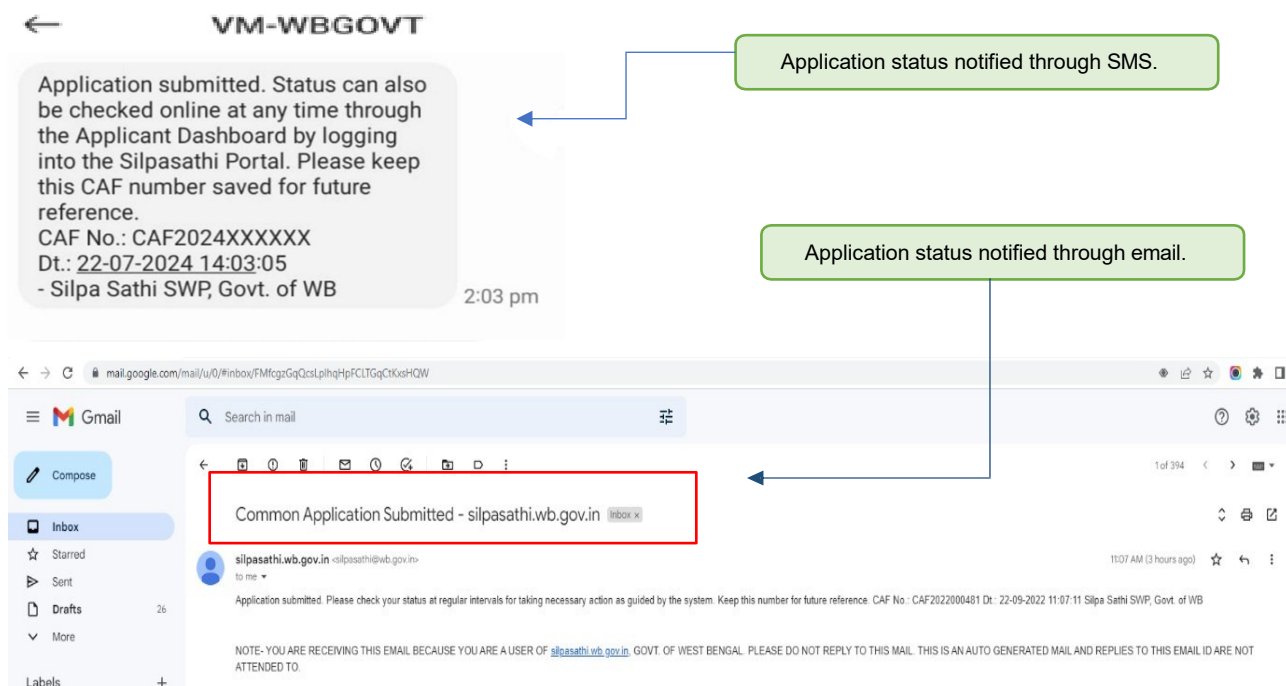 VM-WBGOVT
Application submitted. Status can also
be checked online at any time through
the Applicant Dashboard by logging
into the Silpasathi Portal. Please keep
this CAF number saved for future
reference.
CAF No.: CAF2024XXXXXX
Dt.: 22-07-2024 14:03:05
- Silpa Sathi SWP, Govt. of WB
2:03 pm
Application status notified through SMS.
Application status notified through email.
mail.google.com/mail/u/0/#inbox/FMfcgzGqQcsLpIhqHpFCLTGqCtKxsHQW
Gmail
Search in mail
Compose
1 of 394
Inbox
Starred
Sent
Drafts 26
More
Labels +
Common Application Submitted - silpasathi.wb.gov.in Inbox x
silpasathi.wb.gov.in <silpasathi@wb.gov.in>
11:07 AM (3 hours ago)
to me
Application submitted. Please check your status at regular intervals for taking necessary action as guided by the system. Keep this number for future reference. CAF No.: CAF2022000481 Dt.: 22-09-2022 11:07:11 Silpa Sathi SWP, Govt. of WB
NOTE- YOU ARE RECEIVING THIS EMAIL BECAUSE YOU ARE A USER OF silpasathi.wb.gov.in, GOVT. OF WEST BENGAL. PLEASE DO NOT REPLY TO THIS MAIL. THIS IS AN AUTO GENERATED MAIL AND REPLIES TO THIS EMAIL ID ARE NOT
ATTENDED TO.